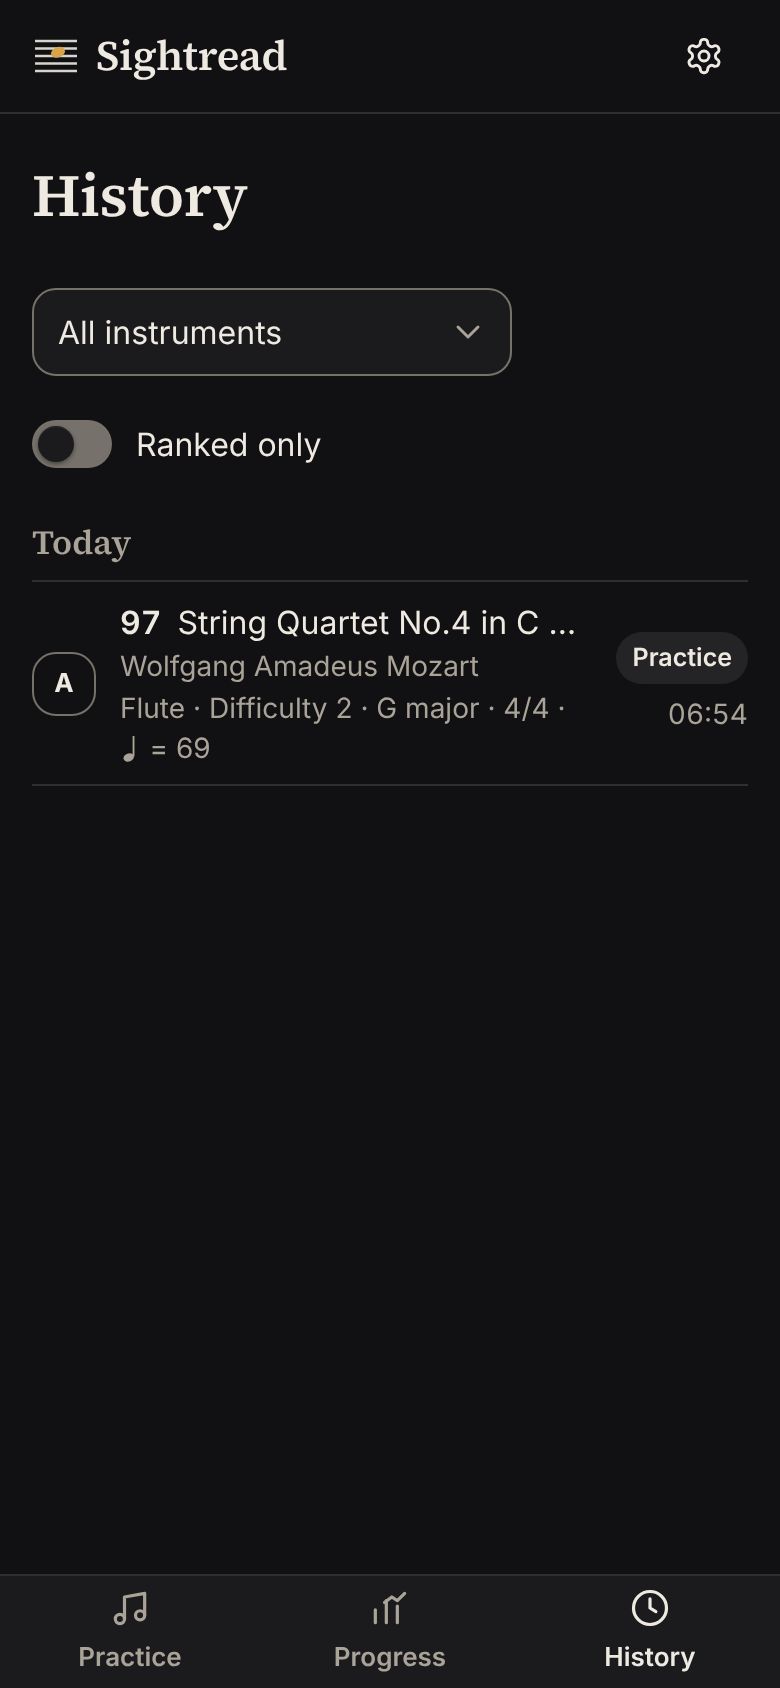 Sightread
History
All instruments
Ranked only
Today
A
97 String Quartet No.4 in C ...
Wolfgang Amadeus Mozart
Flute · Difficulty 2 · G major · 4/4 ·
♩ = 69
Practice
06:54
Practice
Progress
History